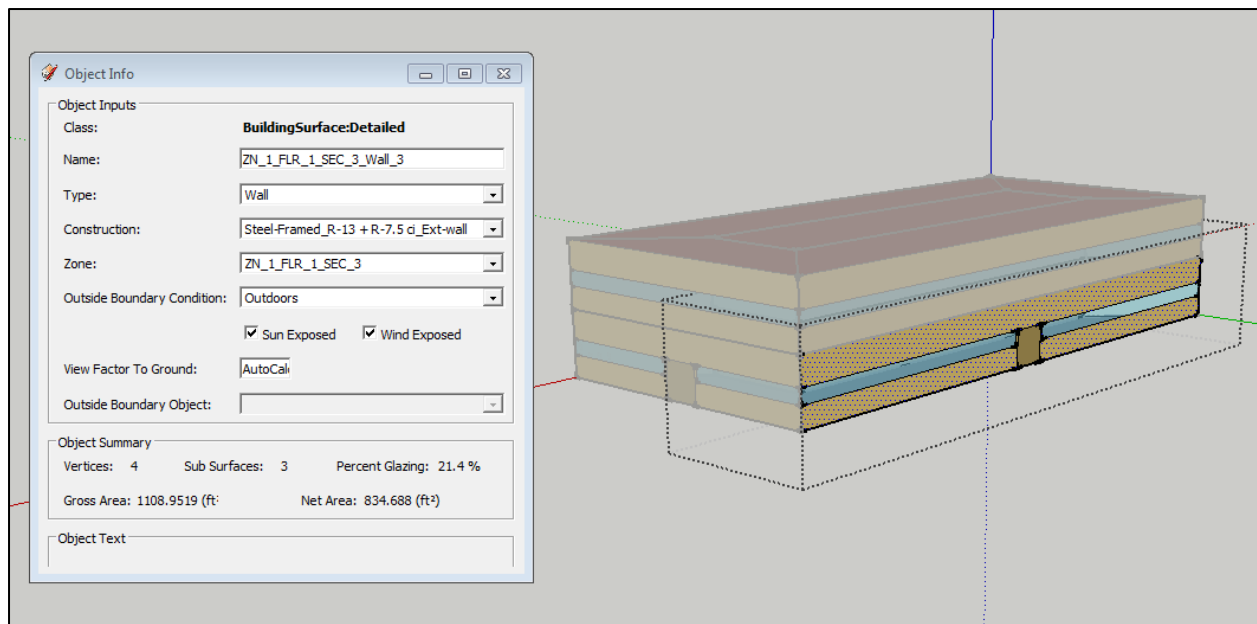 Object Info
Object Inputs
Class: BuildingSurface:Detailed
Name: ZN_1_FLR_1_SEC_3_Wall_3
Type: Wall
Construction: Steel-Framed_R-13 + R-7.5 ci_Ext-wall
Zone: ZN_1_FLR_1_SEC_3
Outside Boundary Condition: Outdoors
Sun Exposed Wind Exposed
View Factor To Ground: AutoCalc
Outside Boundary Object:
Object Summary
Vertices: 4 Sub Surfaces: 3 Percent Glazing: 21.4 %
Gross Area: 1108.9519 (ft² Net Area: 834.688 (ft²)
Object Text